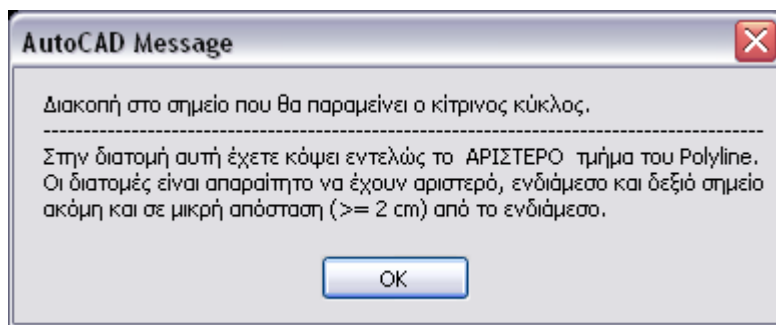 AutoCAD Message
Διακοπή στο σημείο που θα παραμείνει ο κίτρινος κύκλος.
------------------------------------------------------------------------------------------
Στην διατομή αυτή έχετε κόψει εντελώς το ΑΡΙΣΤΕΡΟ τμήμα του Polyline.
Οι διατομές είναι απαραίτητο να έχουν αριστερό, ενδιάμεσο και δεξιό σημείο
ακόμη και σε μικρή απόσταση (>= 2 cm) από το ενδιάμεσο.
OK